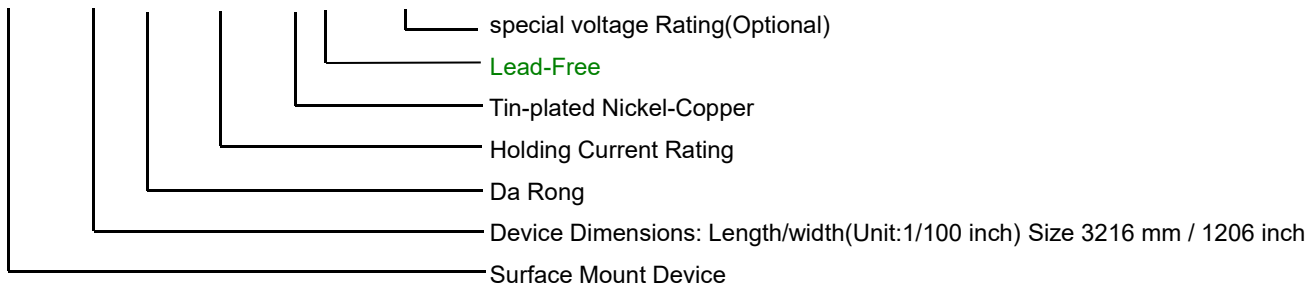 special voltage Rating(Optional)
Lead-Free
Tin-plated Nickel-Copper
Holding Current Rating
Da Rong
Device Dimensions: Length/width(Unit:1/100 inch) Size 3216 mm / 1206 inch
Surface Mount Device